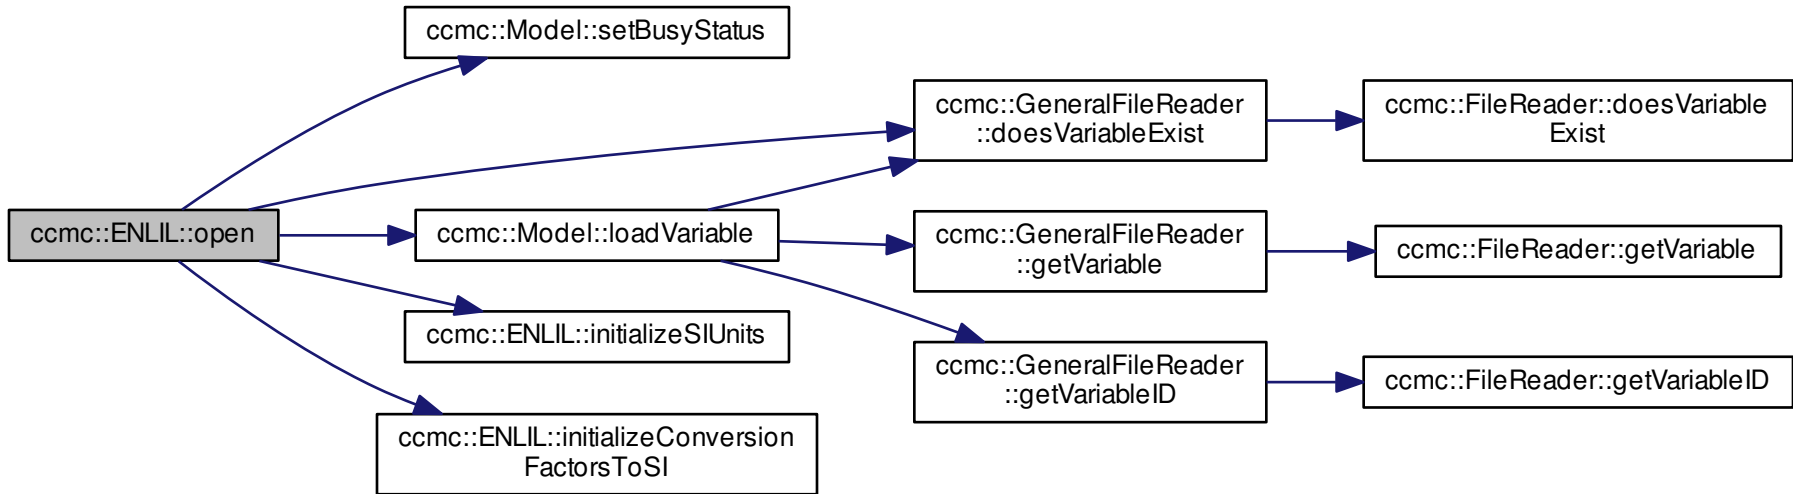 ccmc::Model::setBusyStatus
ccmc::GeneralFileReader
::doesVariableExist
ccmc::FileReader::doesVariable
Exist
ccmc::ENLIL::open
ccmc::Model::loadVariable
ccmc::GeneralFileReader
::getVariable
ccmc::FileReader::getVariable
ccmc::ENLIL::initializeSIUnits
ccmc::GeneralFileReader
::getVariableID
ccmc::FileReader::getVariableID
ccmc::ENLIL::initializeConversion
FactorsToSI